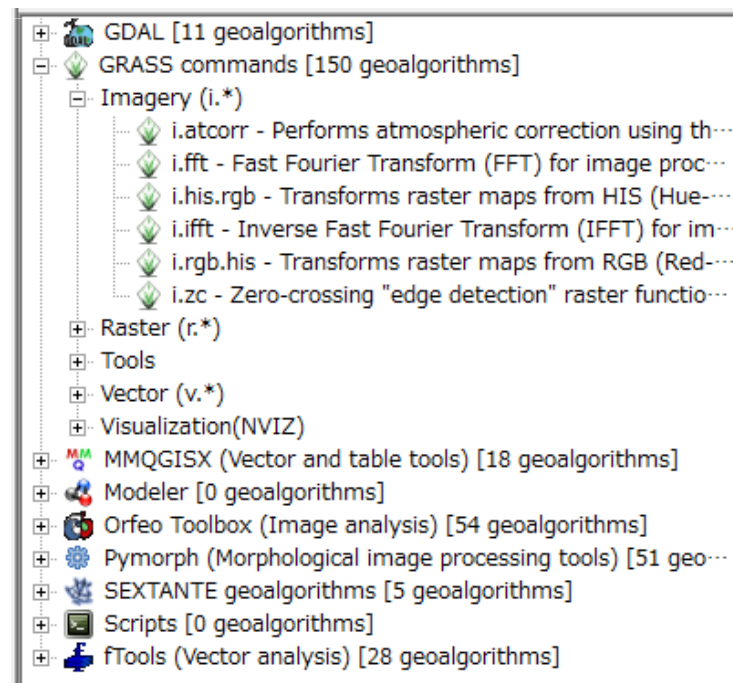 GDAL [11 geoalgorithms]
GRASS commands [150 geoalgorithms]
Imagery (i.*)
i.atcorr - Performs atmospheric correction using th…
i.fft - Fast Fourier Transform (FFT) for image proc…
i.his.rgb - Transforms raster maps from HIS (Hue-…
i.ifft - Inverse Fast Fourier Transform (IFFT) for im…
i.rgb.his - Transforms raster maps from RGB (Red-…
i.zc - Zero-crossing "edge detection" raster functio…
Raster (r.*)
Tools
Vector (v.*)
Visualization(NVIZ)
MMQGISX (Vector and table tools) [18 geoalgorithms]
Modeler [0 geoalgorithms]
Orfeo Toolbox (Image analysis) [54 geoalgorithms]
Pymorph (Morphological image processing tools) [51 geo…
SEXTANTE geoalgorithms [5 geoalgorithms]
Scripts [0 geoalgorithms]
fTools (Vector analysis) [28 geoalgorithms]